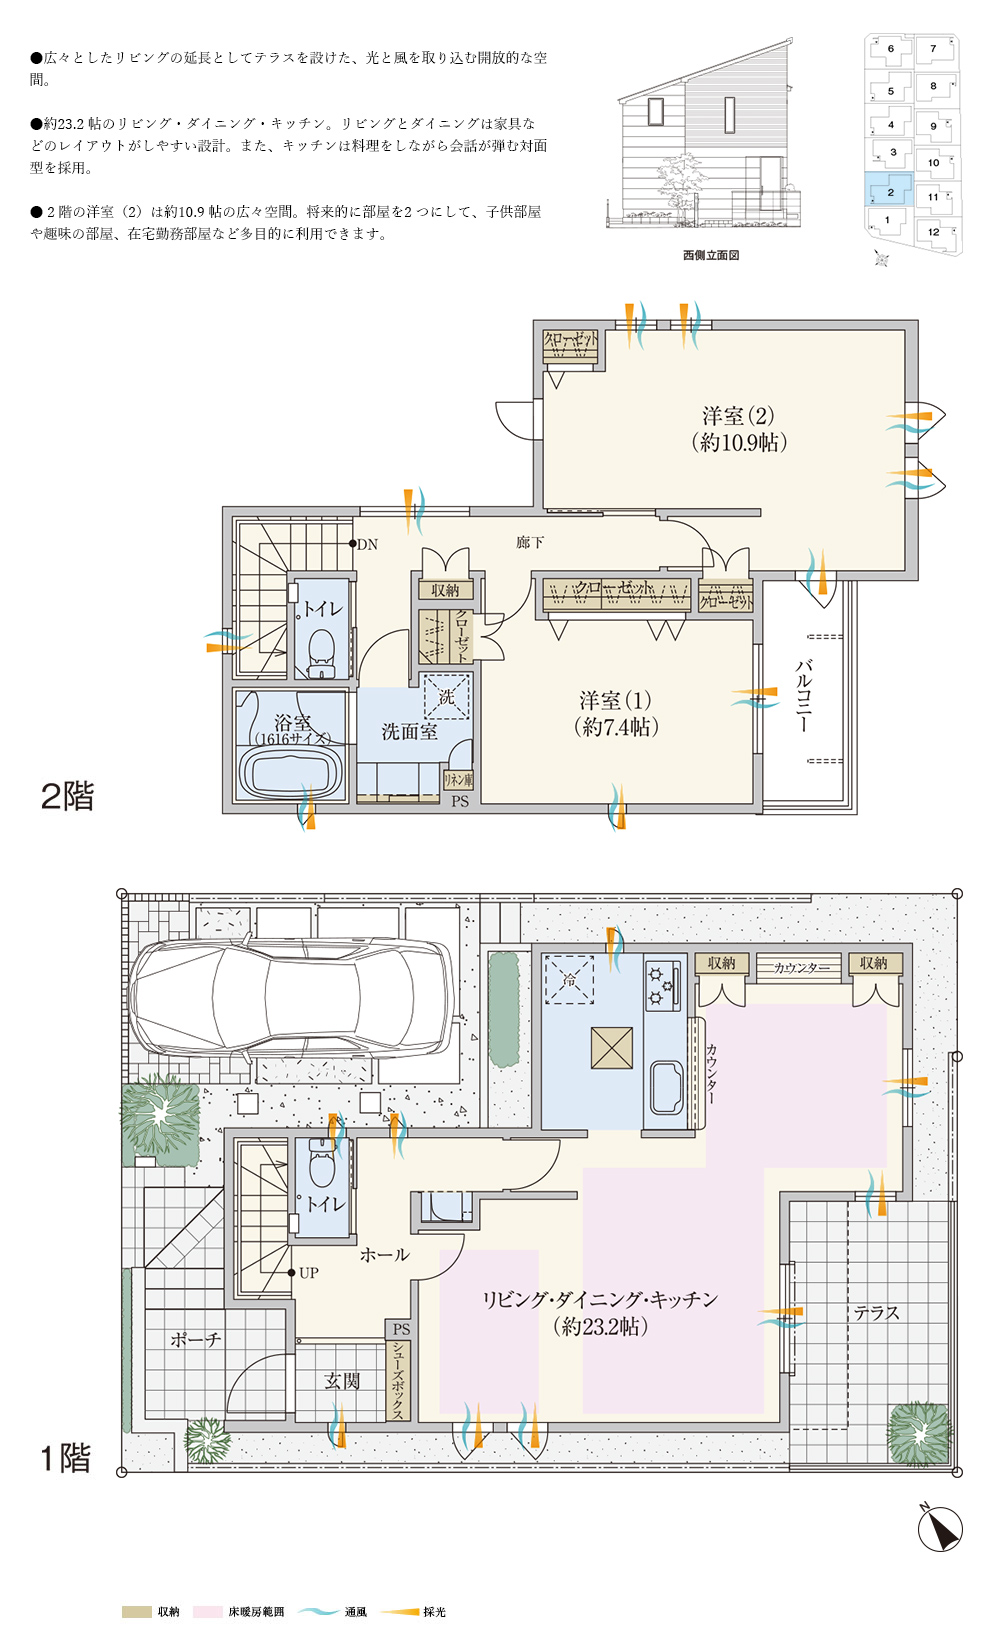 ●広々としたリビングの延長としてテラスを設けた、光と風を取り込む開放的な空
間。
●約23.2 帖のリビング・ダイニング・キッチン。リビングとダイニングは家具な
どのレイアウトがしやすい設計。また、キッチンは料理をしながら会話が弾む対面
型を採用。
● 2 階の洋室（2）は約10.9 帖の広々空間。将来的に部屋を2 つにして、子供部屋
や趣味の部屋、在宅勤務部屋など多目的に利用できます。
西側立面図
6
7
5
8
4
9
3
10
2
11
1
12
クローゼット
洋室（2）
（約10.9帖）
DN
廊下
トイレ
収納
クローゼット
クローゼット
クローゼット
洋室（1）
（約7.4帖）
バルコニー
浴室
（1616サイズ）
洗
洗面室
リネン庫
PS
2階
冷
収納
カウンター
収納
カウンター
トイレ
ホール
UP
リビング・ダイニング・キッチン
（約23.2帖）
テラス
ポーチ
PS
玄関
シューズボックス
1階
N
収納
床暖房範囲
通風
採光